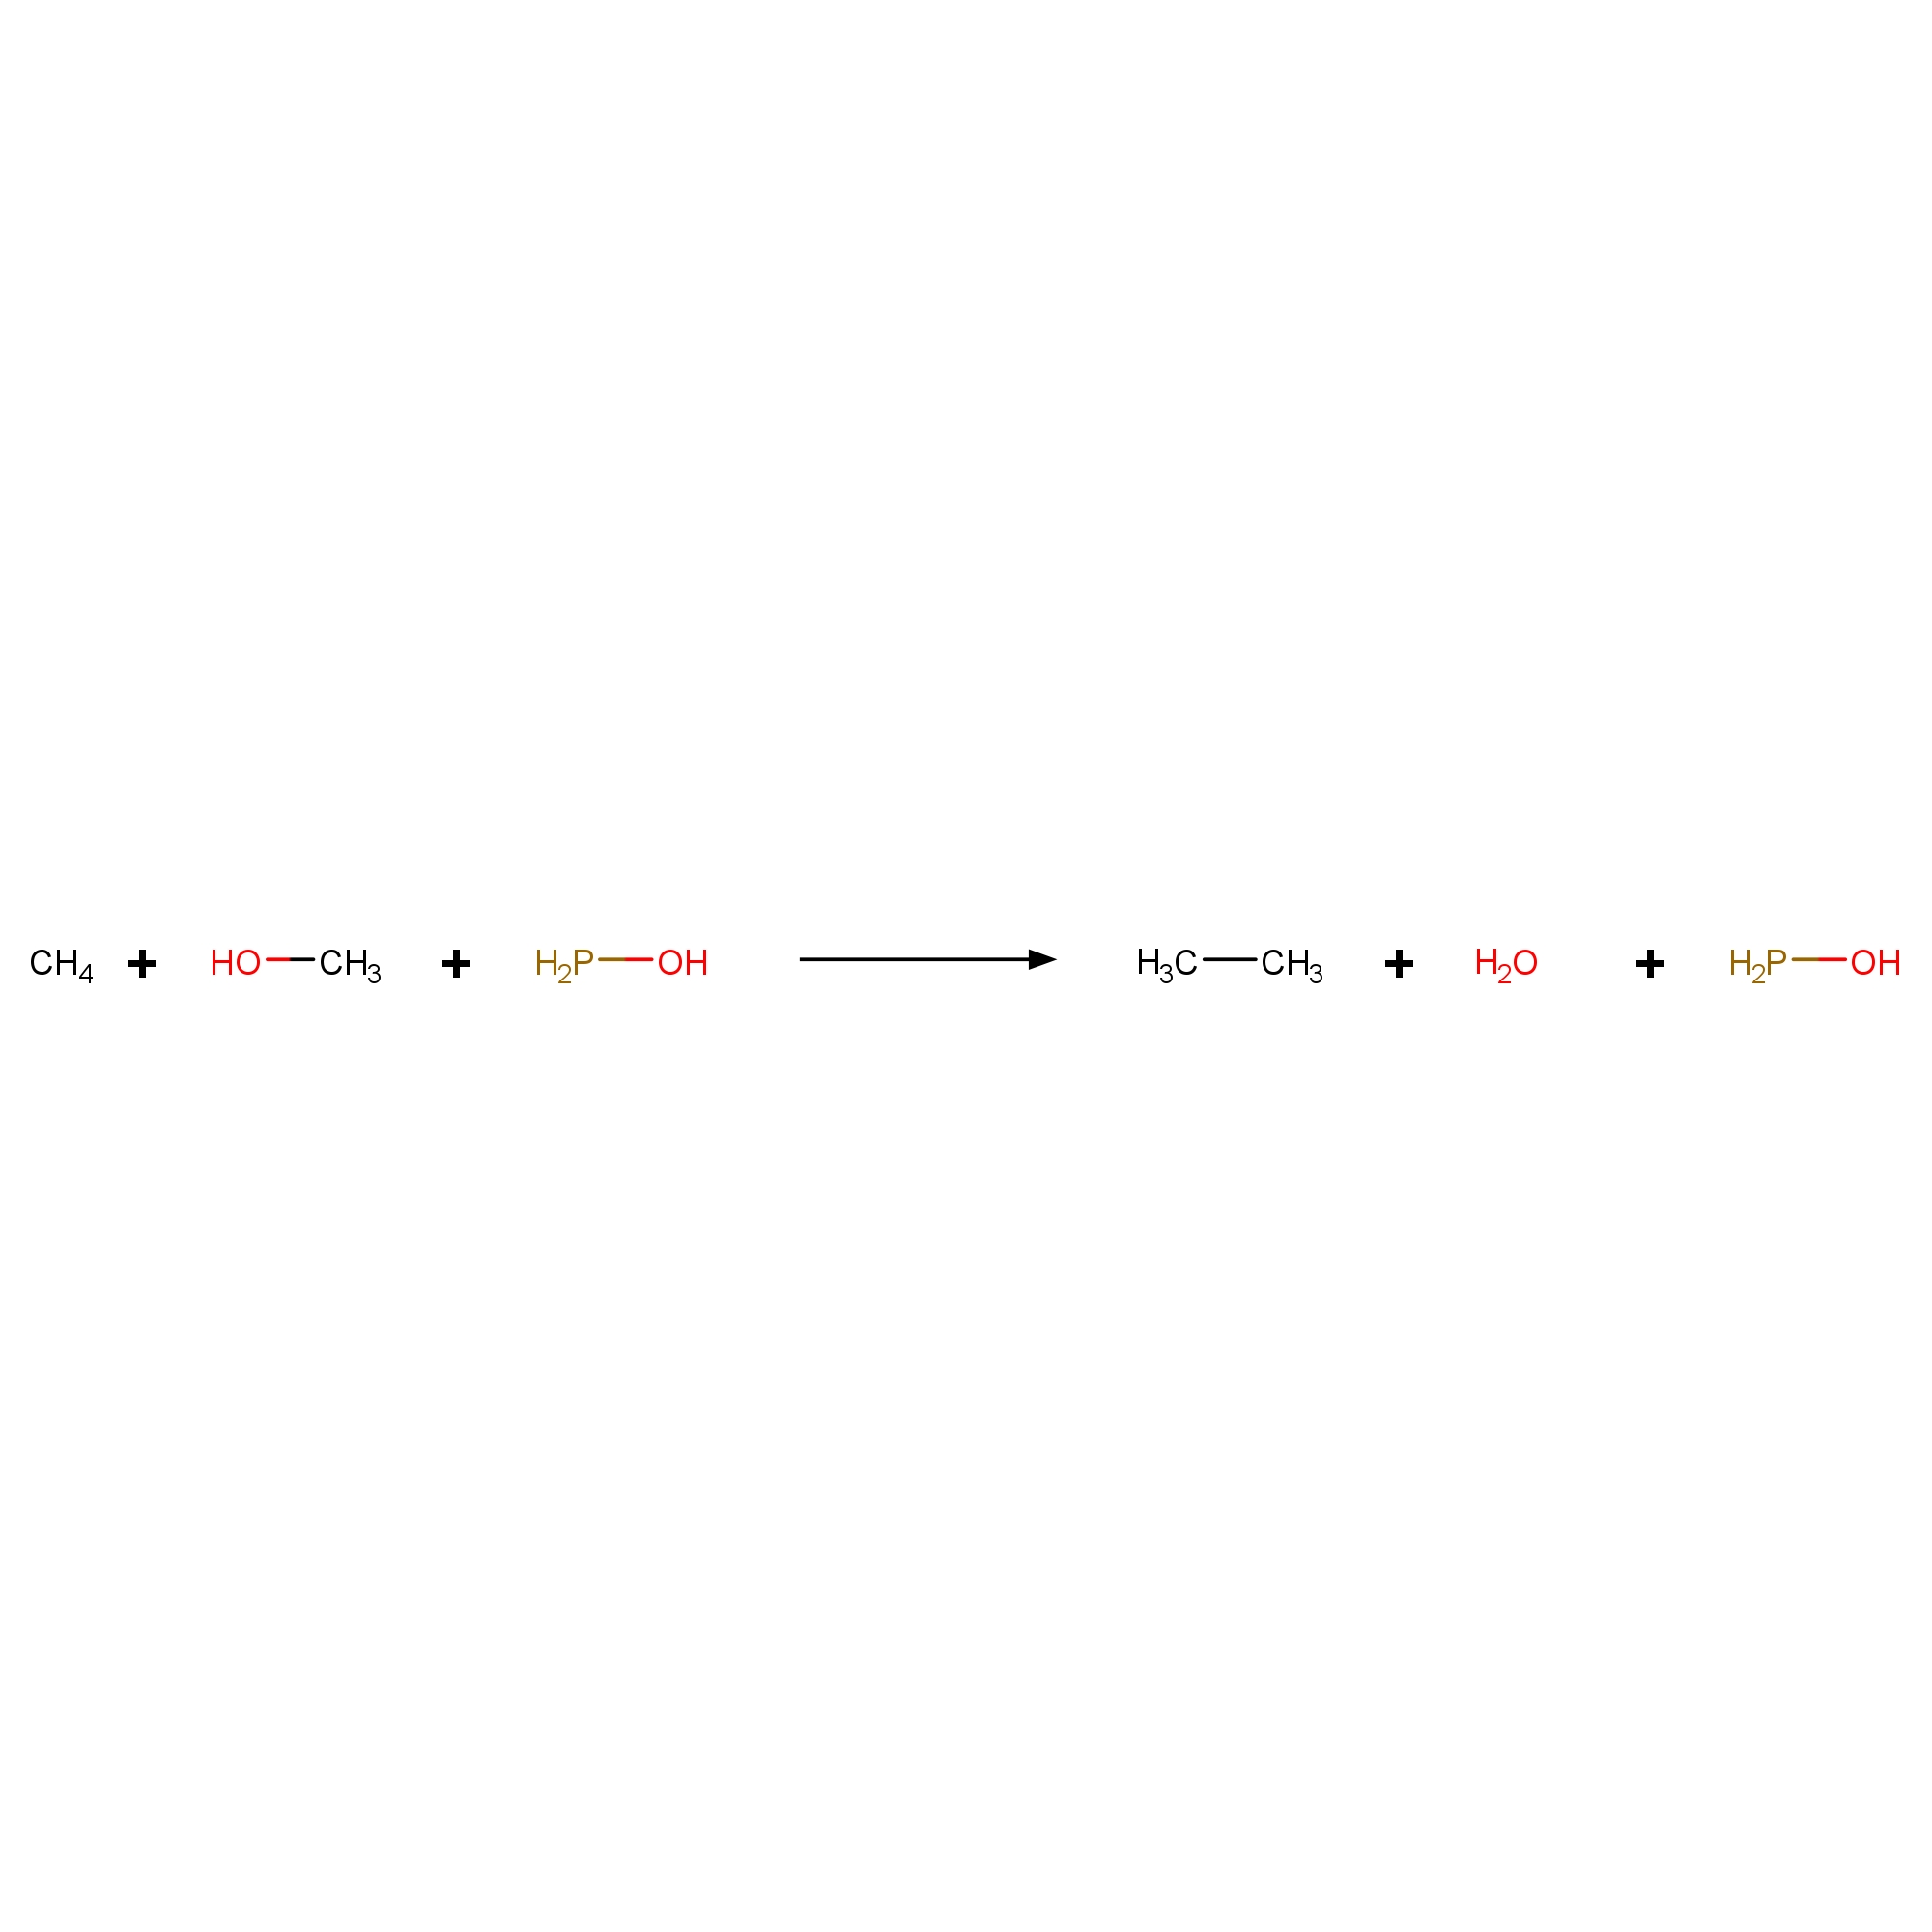 CH4 + HO—CH3 + H2P—OH → H3C—CH3 + H2O + H2P—OH